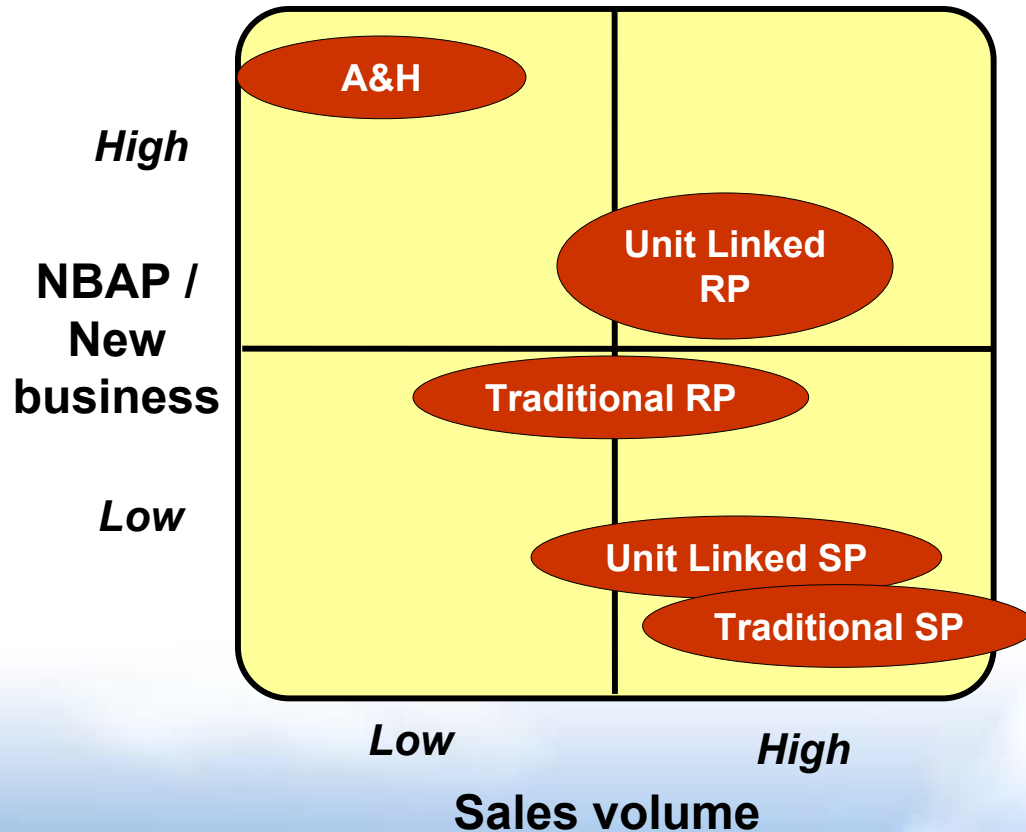 A&H
High
Unit Linked
RP
NBAP /
New
business
Traditional RP
Low
Unit Linked SP
Traditional SP
Low
High
Sales volume